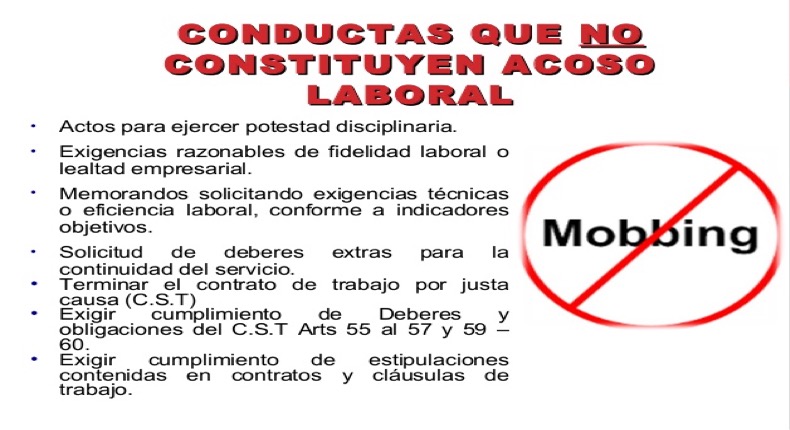 CONDUCTAS QUE NO
CONSTITUYEN ACOSO
LABORAL
• Actos para ejercer potestad disciplinaria.
• Exigencias razonables de fidelidad laboral o
lealtad empresarial.
• Memorandos solicitando exigencias técnicas
o eficiencia laboral, conforme a indicadores
objetivos.
• Solicitud de deberes extras para la
continuidad del servicio.
• Terminar el contrato de trabajo por justa
causa (C.S.T)
• Exigir cumplimiento de Deberes y
obligaciones del C.S.T Arts 55 al 57 y 59 –
60.
• Exigir cumplimiento de estipulaciones
contenidas en contratos y cláusulas de
trabajo.
Mobbing